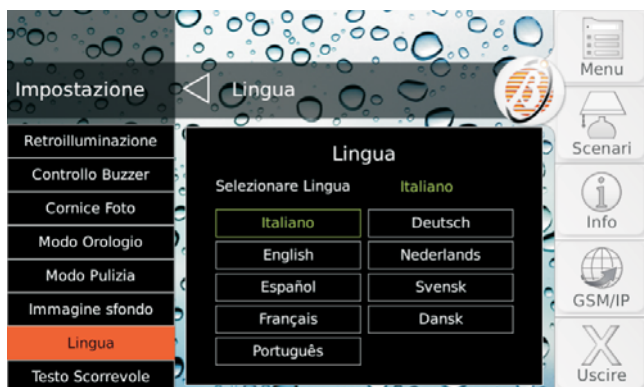 Impostazione
Lingua
Menu
Scenari
Info
GSM/IP
Uscire
Retroilluminazione
Controllo Buzzer
Cornice Foto
Modo Orologio
Modo Pulizia
Immagine sfondo
Lingua
Testo Scorrevole
Lingua
Selezionare Lingua Italiano
Italiano Deutsch
English Nederlands
Español Svensk
Français Dansk
Português